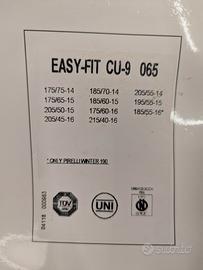 EASY-FIT CU-9 065
175/75-14 185/70-14 205/55-14
175/65-15 185/60-15 195/55-15
205/50-15 175/60-16 185/55-16*
205/45-16 215/40-16
* ONLY PIRELLI WINTER 190
TÜV
UNI
subito